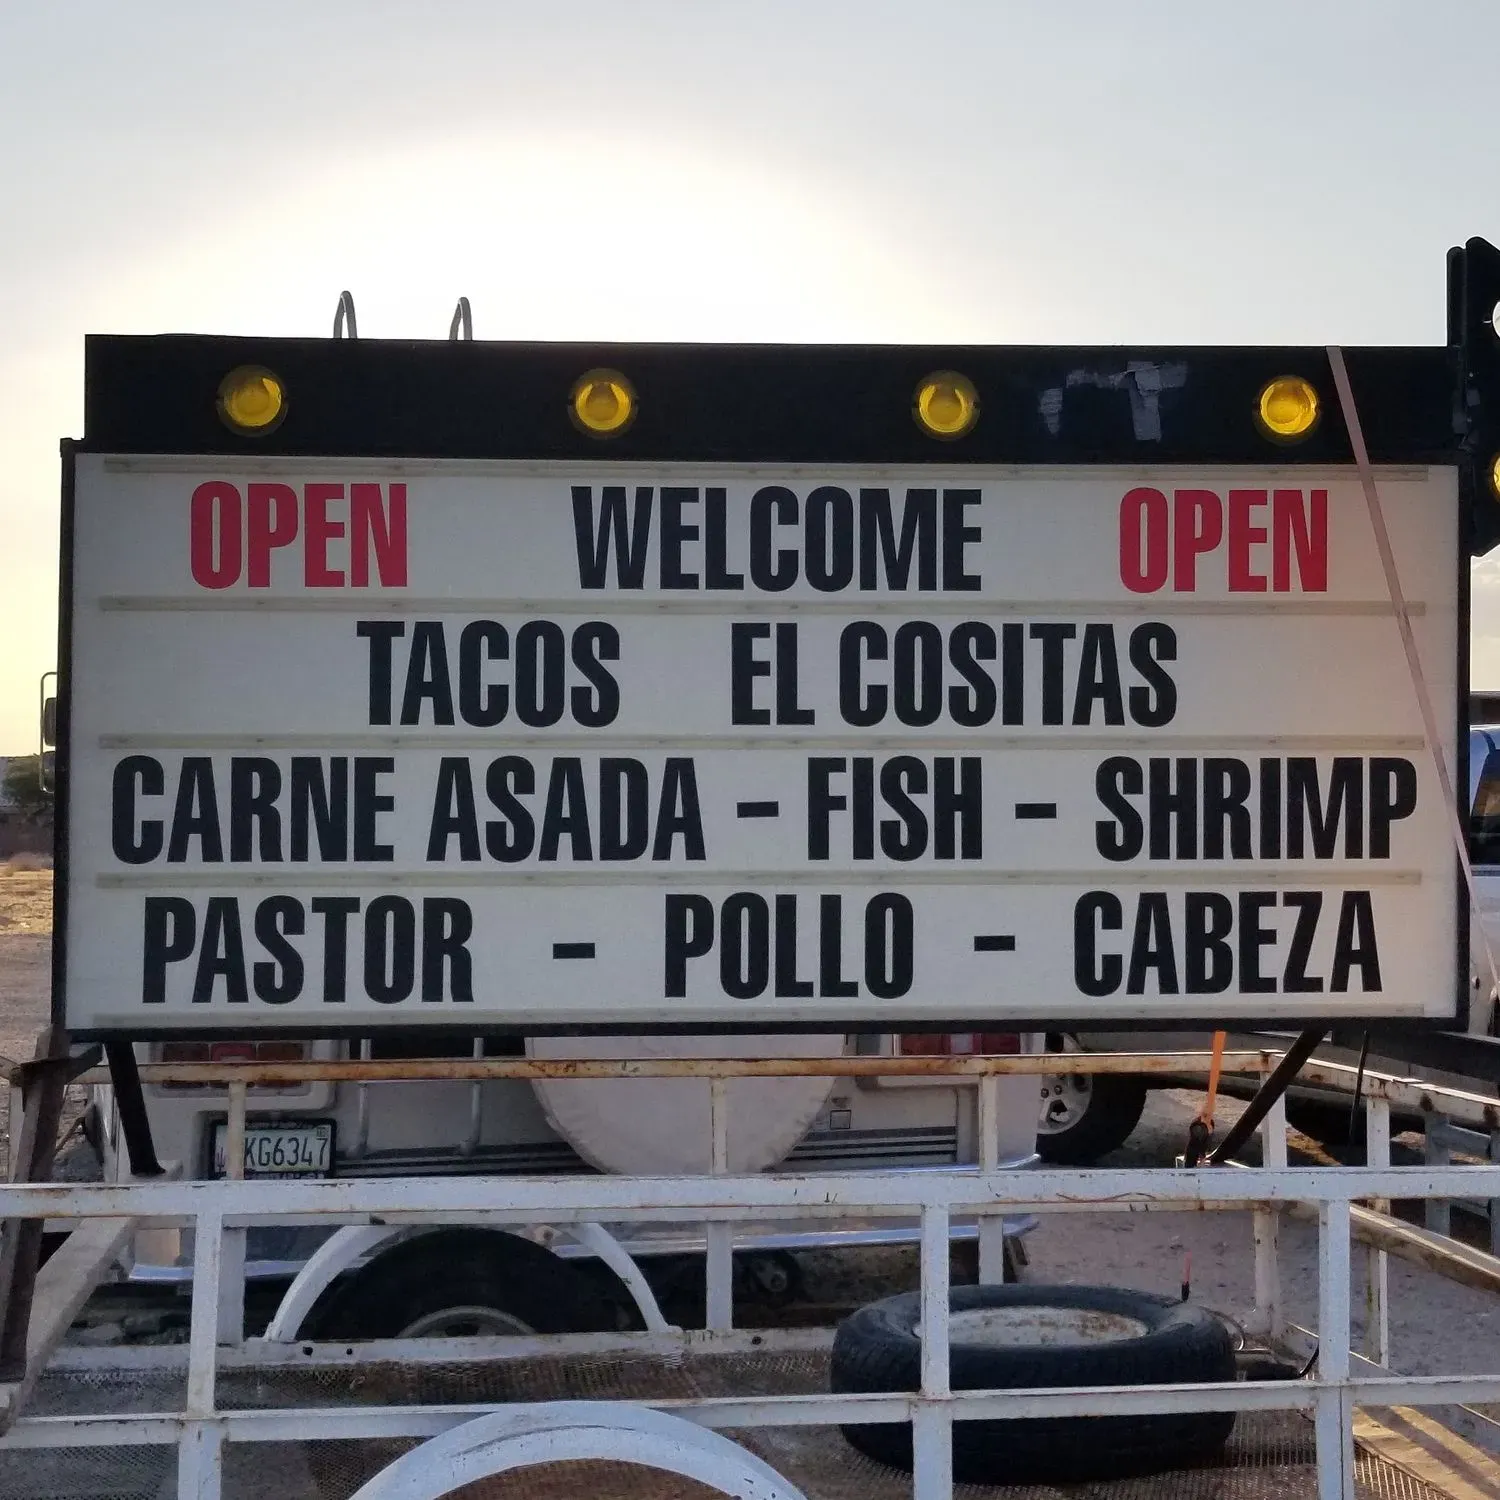 OPEN WELCOME OPEN
TACOS EL COSITAS
CARNE ASADA - FISH - SHRIMP
PASTOR - POLLO - CABEZA
KG6347